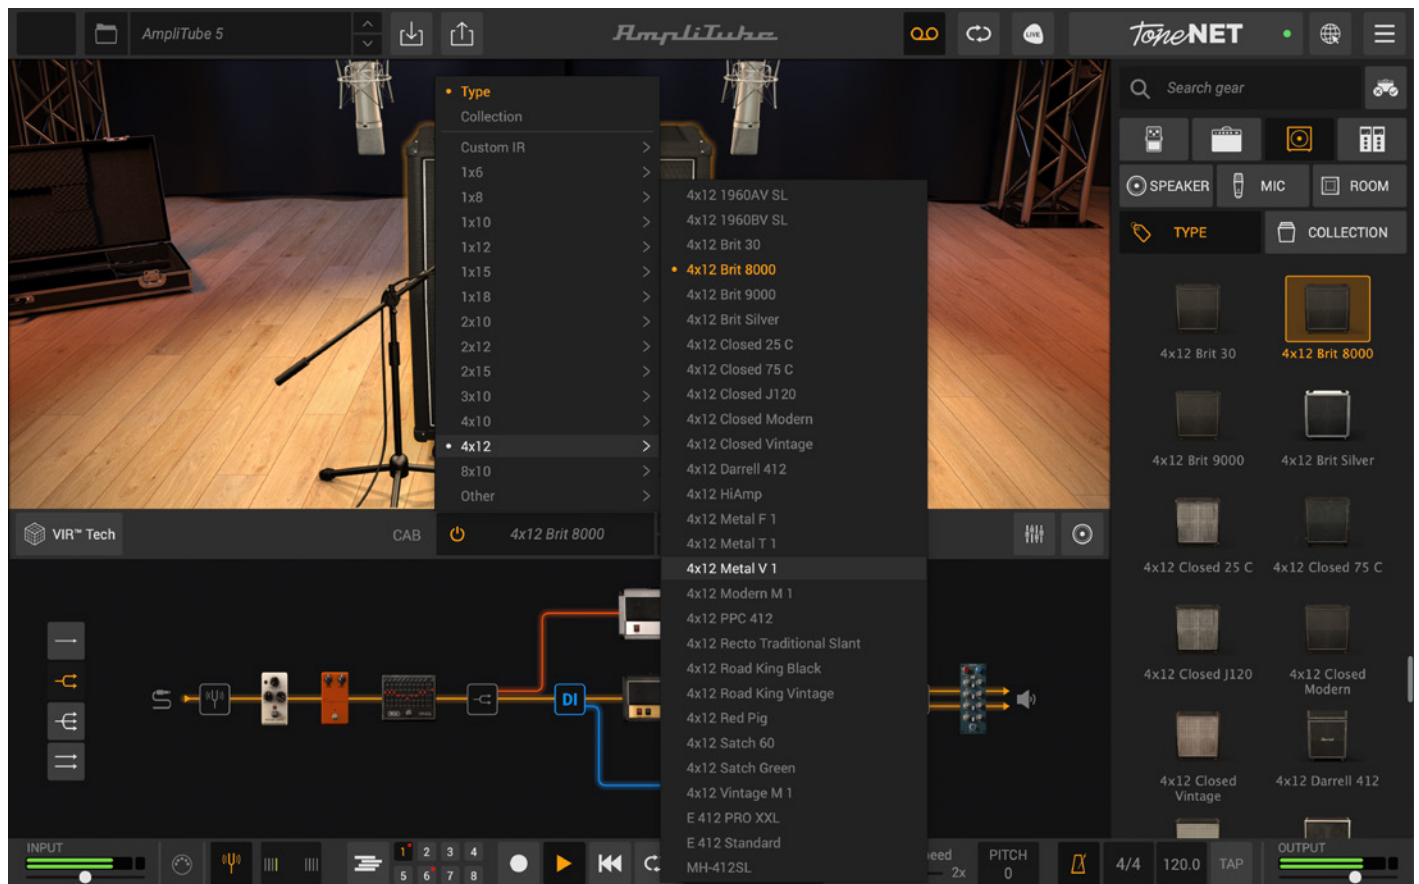 AmpliTube 5
AmpliTube
LIVE
ToneNET
Search gear
SPEAKER
MIC
ROOM
TYPE
COLLECTION
4x12 Brit 30
4x12 Brit 8000
4x12 Brit 9000
4x12 Brit Silver
4x12 Closed 25 C
4x12 Closed 75 C
4x12 Closed J120
4x12 Closed
Modern
4x12 Closed
Vintage
4x12 Darrell 412
Type
Collection
Custom IR
1x6
1x8
1x10
1x12
1x15
1x18
2x10
2x12
2x15
3x10
4x10
4x12
8x10
Other
4x12 1960AV SL
4x12 1960BV SL
4x12 Brit 30
4x12 Brit 8000
4x12 Brit 9000
4x12 Brit Silver
4x12 Closed 25 C
4x12 Closed 75 C
4x12 Closed J120
4x12 Closed Modern
4x12 Closed Vintage
4x12 Darrell 412
4x12 HiAmp
4x12 Metal F 1
4x12 Metal T 1
4x12 Metal V 1
4x12 Modern M 1
4x12 PPC 412
4x12 Recto Traditional Slant
4x12 Road King Black
4x12 Road King Vintage
4x12 Red Pig
4x12 Satch 60
4x12 Satch Green
4x12 Vintage M 1
E 412 PRO XXL
E 412 Standard
MH-412SL
VIR™ Tech
CAB
4x12 Brit 8000
DI
INPUT
1 2 3 4
5 6 7 8
eed
2x
PITCH
0
4/4
120.0
TAP
OUTPUT